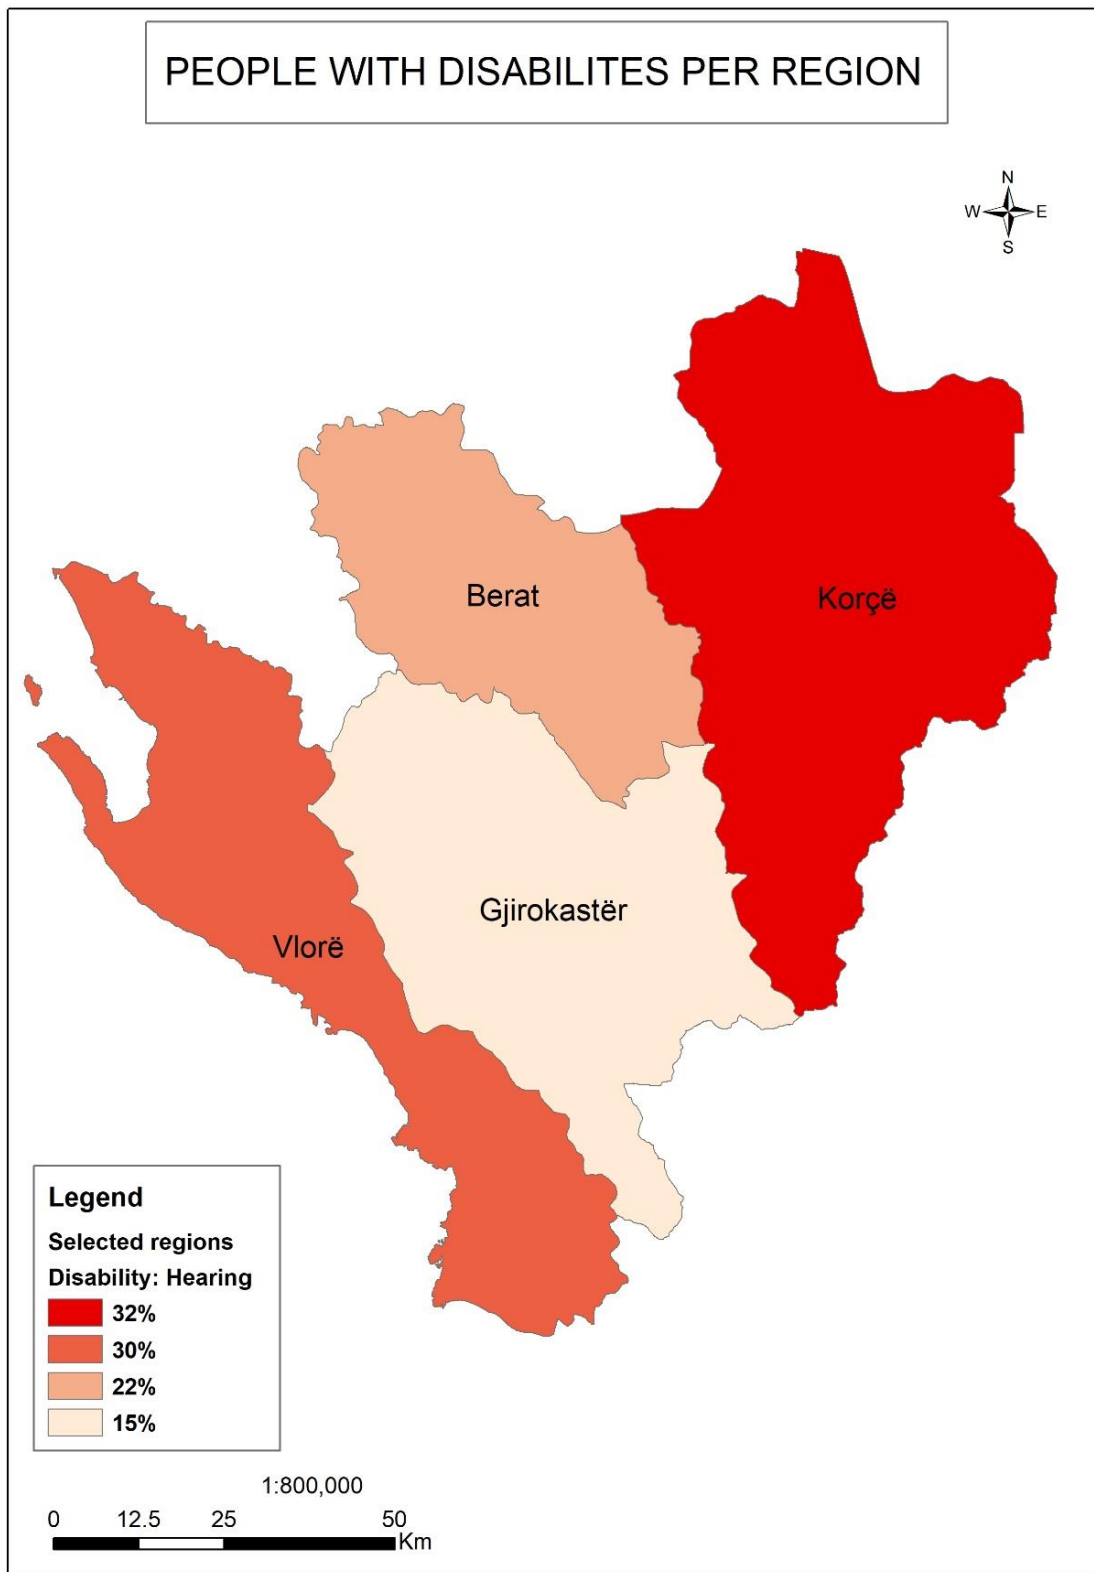 PEOPLE WITH DISABILITES PER REGION
N
W E
S
Berat
Korçë
Gjirokastër
Vlorë
Legend
Selected regions
Disability: Hearing
32%
30%
22%
15%
1:800,000
0 12.5 25 50
Km